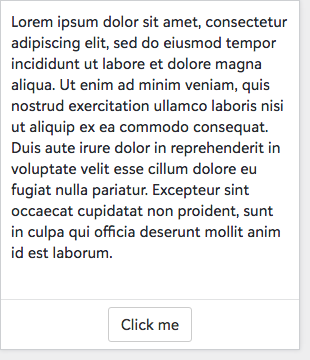 Lorem ipsum dolor sit amet, consectetur
adipiscing elit, sed do eiusmod tempor
incididunt ut labore et dolore magna
aliqua. Ut enim ad minim veniam, quis
nostrud exercitation ullamco laboris nisi
ut aliquip ex ea commodo consequat.
Duis aute irure dolor in reprehenderit in
voluptate velit esse cillum dolore eu
fugiat nulla pariatur. Excepteur sint
occaecat cupidatat non proident, sunt
in culpa qui officia deserunt mollit anim
id est laborum.
Click me